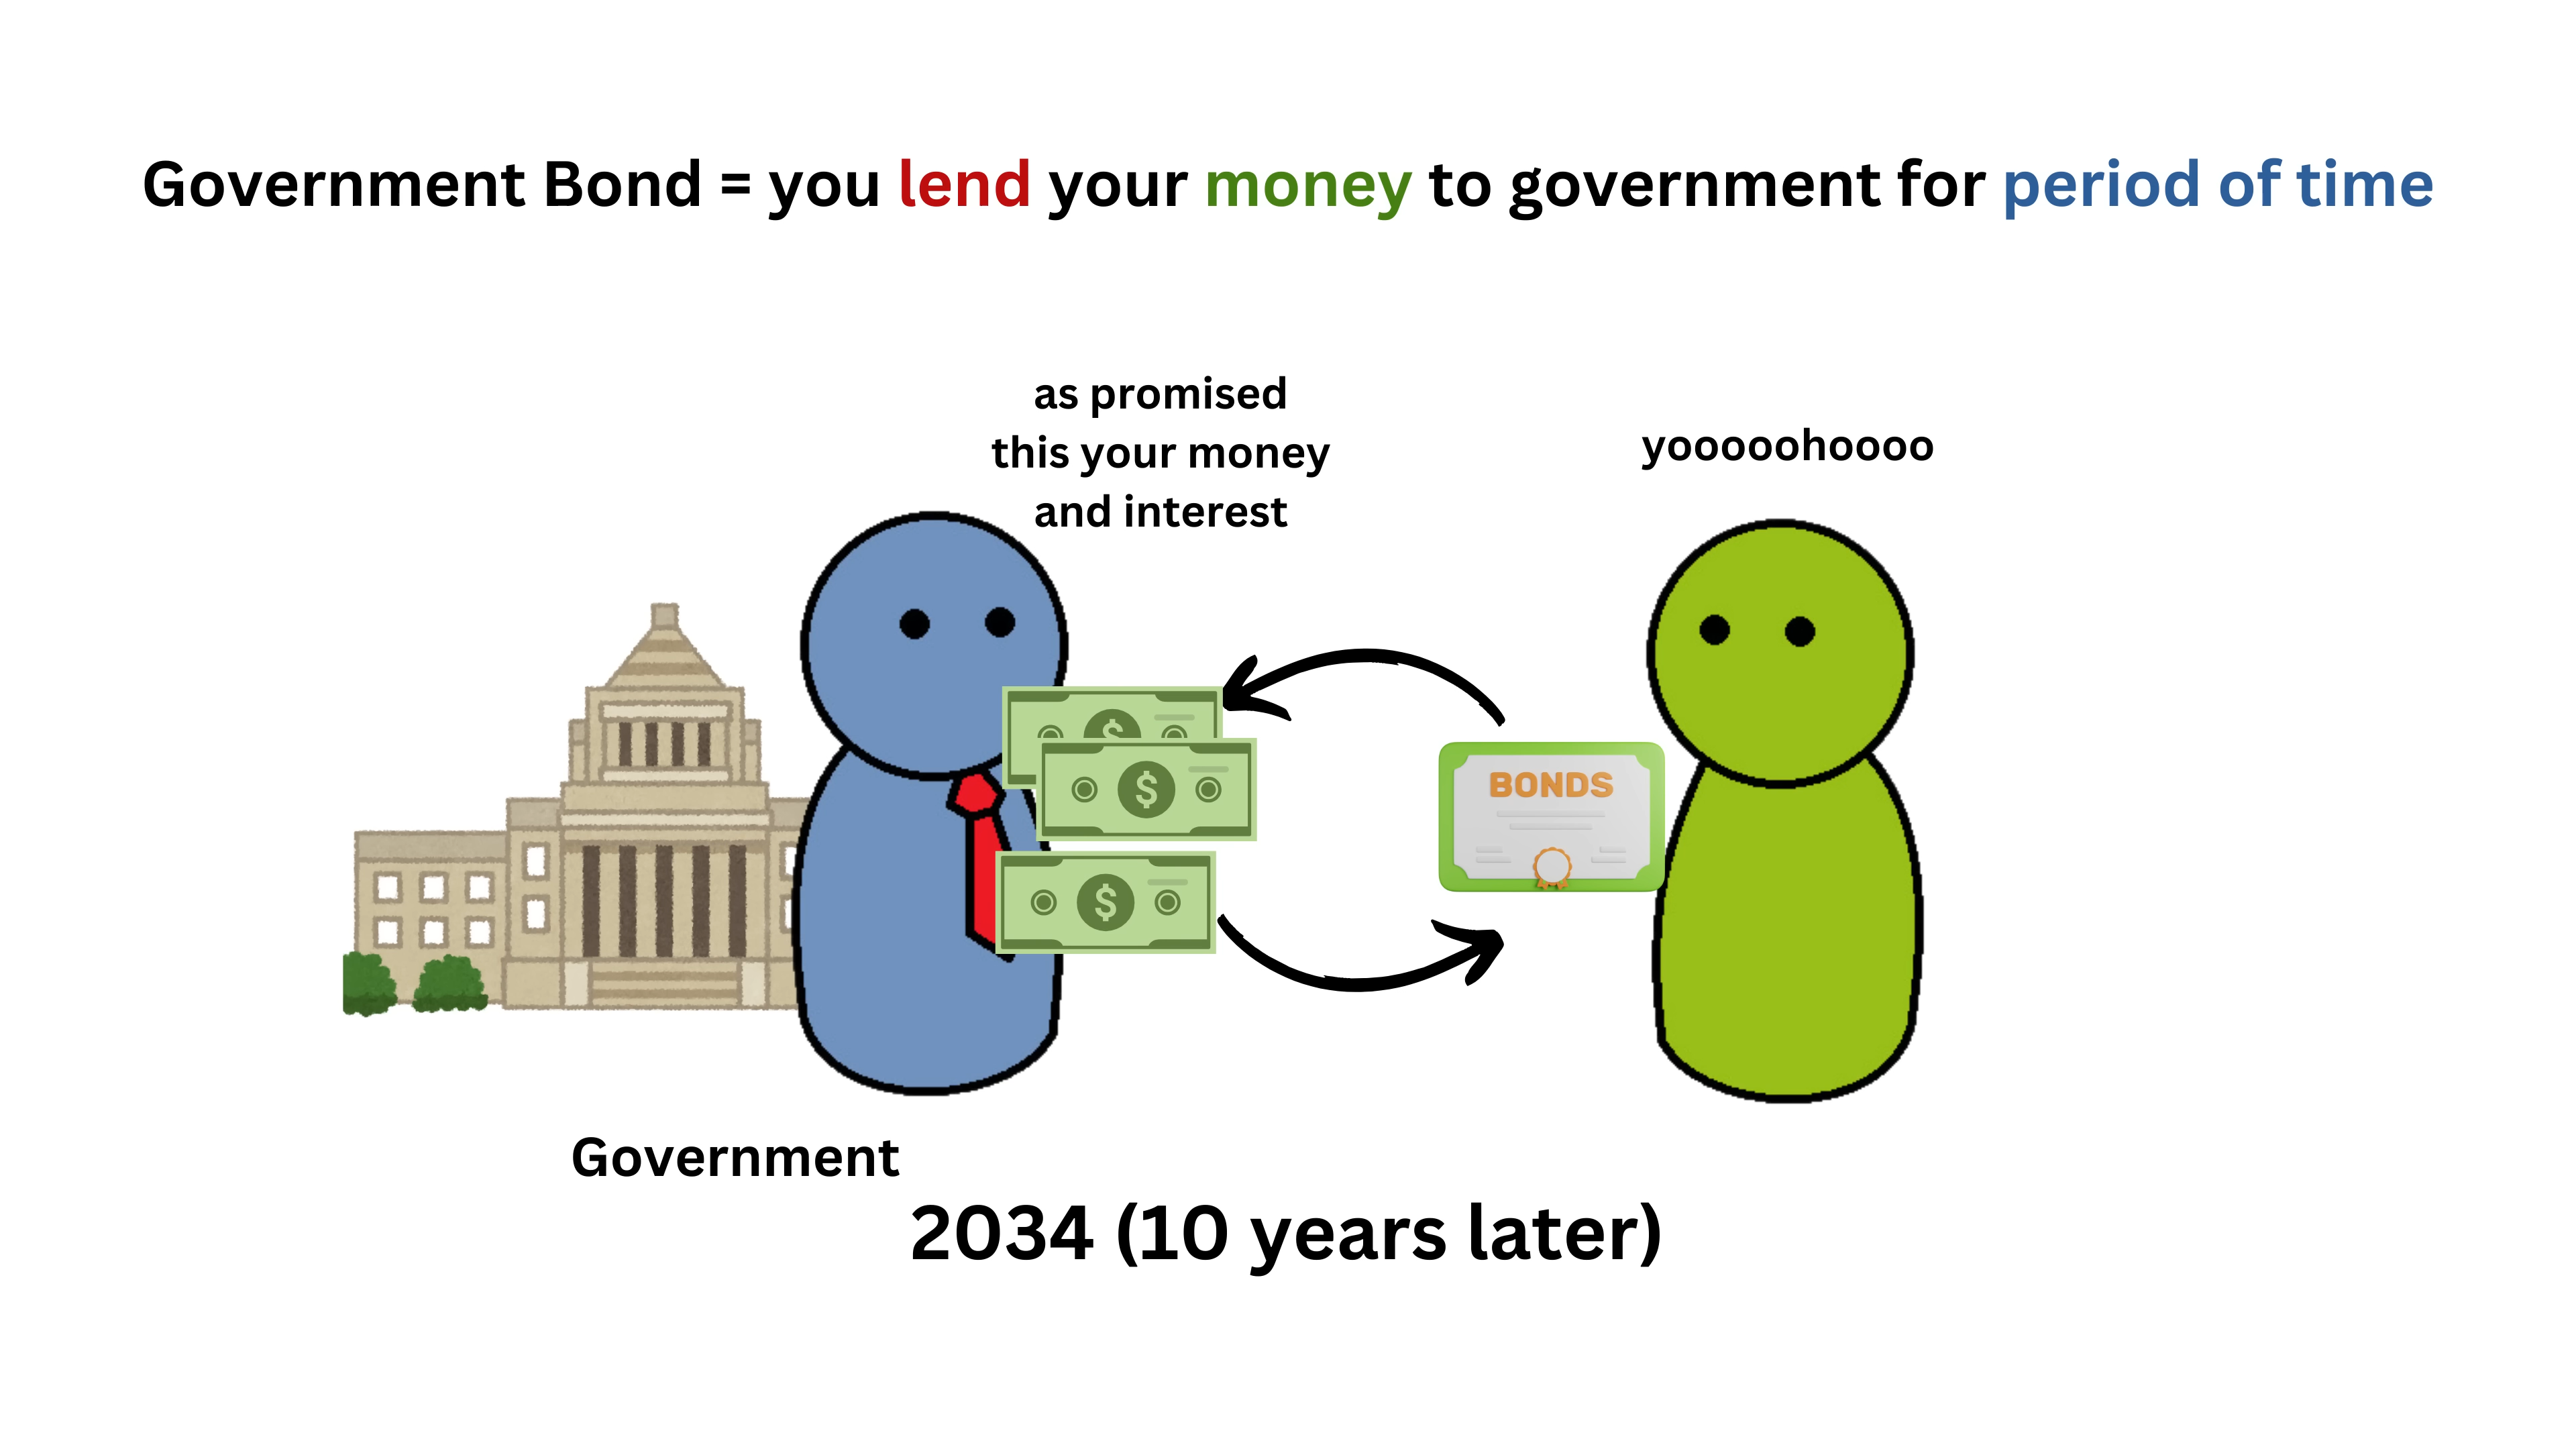 Government Bond = you lend your money to government for period of time
as promised
this your money
and interest
yooooohoooo
BONDS
$
$
$
Government
2034 (10 years later)